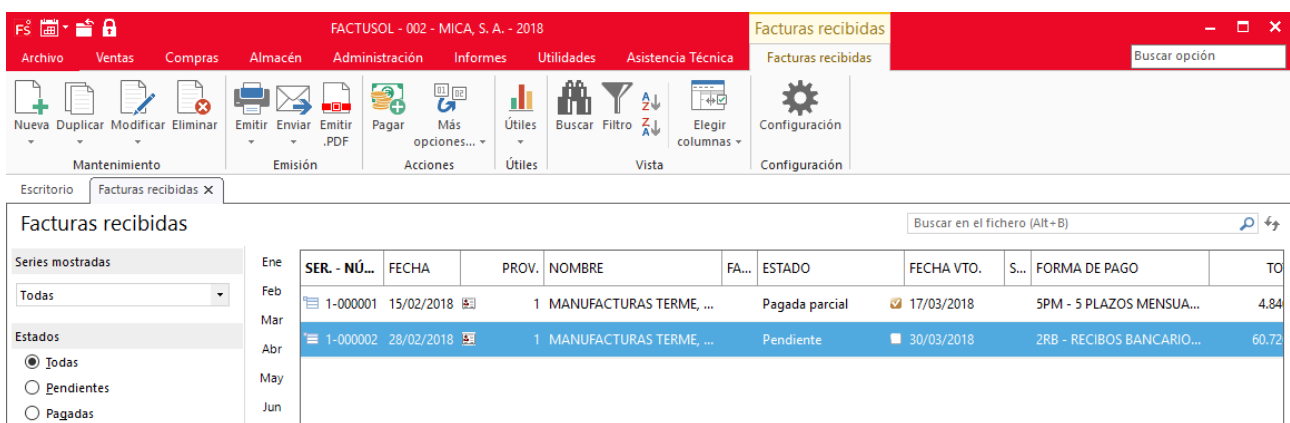 FS FACTUSOL - 002 - MICA, S. A. - 2018 Facturas recibidas
Archivo Ventas Compras Almacén Administración Informes Utilidades Asistencia Técnica Facturas recibidas Buscar opción
Nueva Duplicar Modificar Eliminar Emitir Enviar Emitir .PDF Pagar Más opciones... Útiles Buscar Filtro Elegir columnas Configuración
Mantenimiento Emisión Acciones Útiles Vista Configuración
Escritorio Facturas recibidas
Facturas recibidas Buscar en el fichero (Alt+B)
Series mostradas
Todas
Estados
Todas
Pendientes
Pagadas
Ene
Feb
Mar
Abr
May
Jun
SER. - NÚ... FECHA PROV. NOMBRE FA... ESTADO FECHA VTO. S... FORMA DE PAGO TO
1-000001 15/02/2018 1 MANUFACTURAS TERME, ... Pagada parcial 17/03/2018 5PM - 5 PLAZOS MENSUA... 4.84
1-000002 28/02/2018 1 MANUFACTURAS TERME, ... Pendiente 30/03/2018 2RB - RECIBOS BANCARIO... 60.72